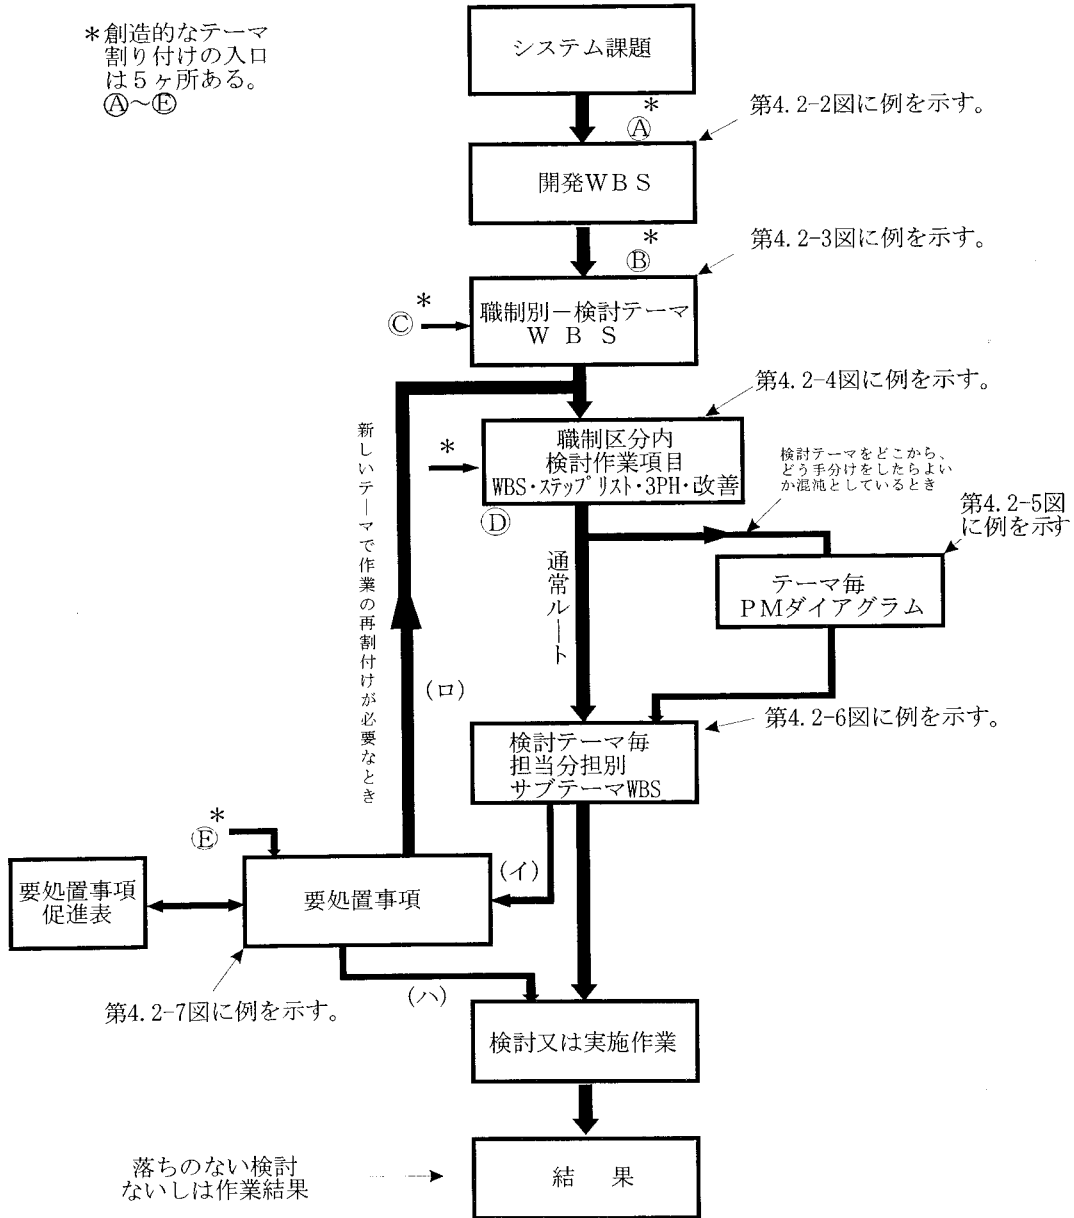 *創造的なテーマ
割り付けの入口
は5ヶ所ある。
Ⓐ~Ⓔ
システム課題
*
Ⓐ
第4.2-2図に例を示す。
開発WBS
*
Ⓑ
第4.2-3図に例を示す。
職制別-検討テーマ
WBS
*
Ⓒ
第4.2-4図に例を示す。
職制区分内
検討作業項目
WBS・ステップリスト・3PH・改善
*
Ⓓ
検討テーマをどこから、
どう手分けをしたらよい
か混沌としているとき
第4.2-5図
に例を示す
テーマ毎
PMダイアグラム
通常ルート
新しいテーマで作業の再割付けが必要なとき
(ロ)
第4.2-6図に例を示す。
検討テーマ毎
担当分担別
サブテーマWBS
*
Ⓔ
(イ)
要処置事項
促進表
要処置事項
(ハ)
第4.2-7図に例を示す。
検討又は実施作業
落ちのない検討
ないしは作業結果
結 果